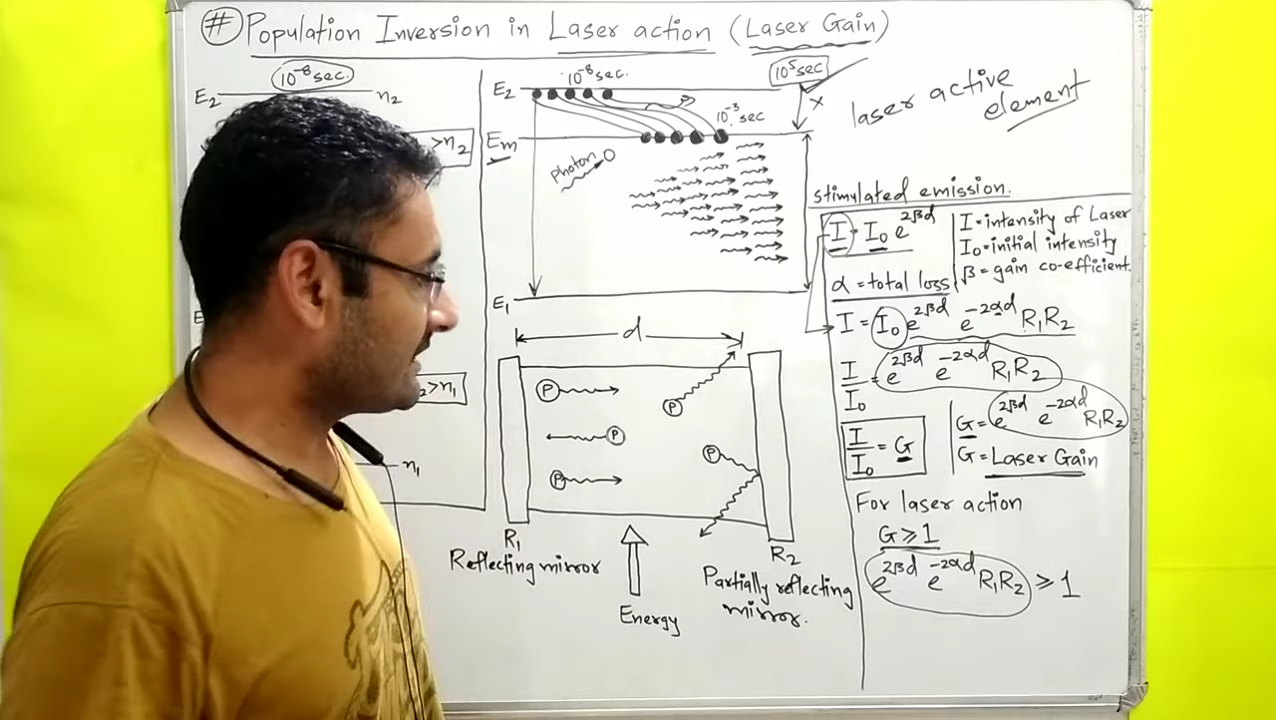 # Population Inversion in Laser action (Laser Gain)
10⁻⁸ sec.
E₂ n₂
>n₂
₂>n₁
n₁
10⁻⁸ sec.
10⁵ sec
E₂
x
10⁻³ sec
Em
Photon
E₁
laser active
element
d
P
P
P
P
P
R₁
Reflecting mirror
Energy
R₂
Partially reflecting
mirror.
stimulated emission.
I = I₀ e^2βd
I = intensity of Laser
I₀ = initial intensity
β = gain co-efficient.
α = total loss
I = I₀ e^2βd e^-2αd R₁R₂
I/I₀ = e^2βd e^-2αd R₁R₂
I/I₀ = G
G = e^2βd e^-2αd R₁R₂
G = Laser Gain
For laser action
G ⩾ 1
e^2βd e^-2αd R₁R₂ ⩾ 1